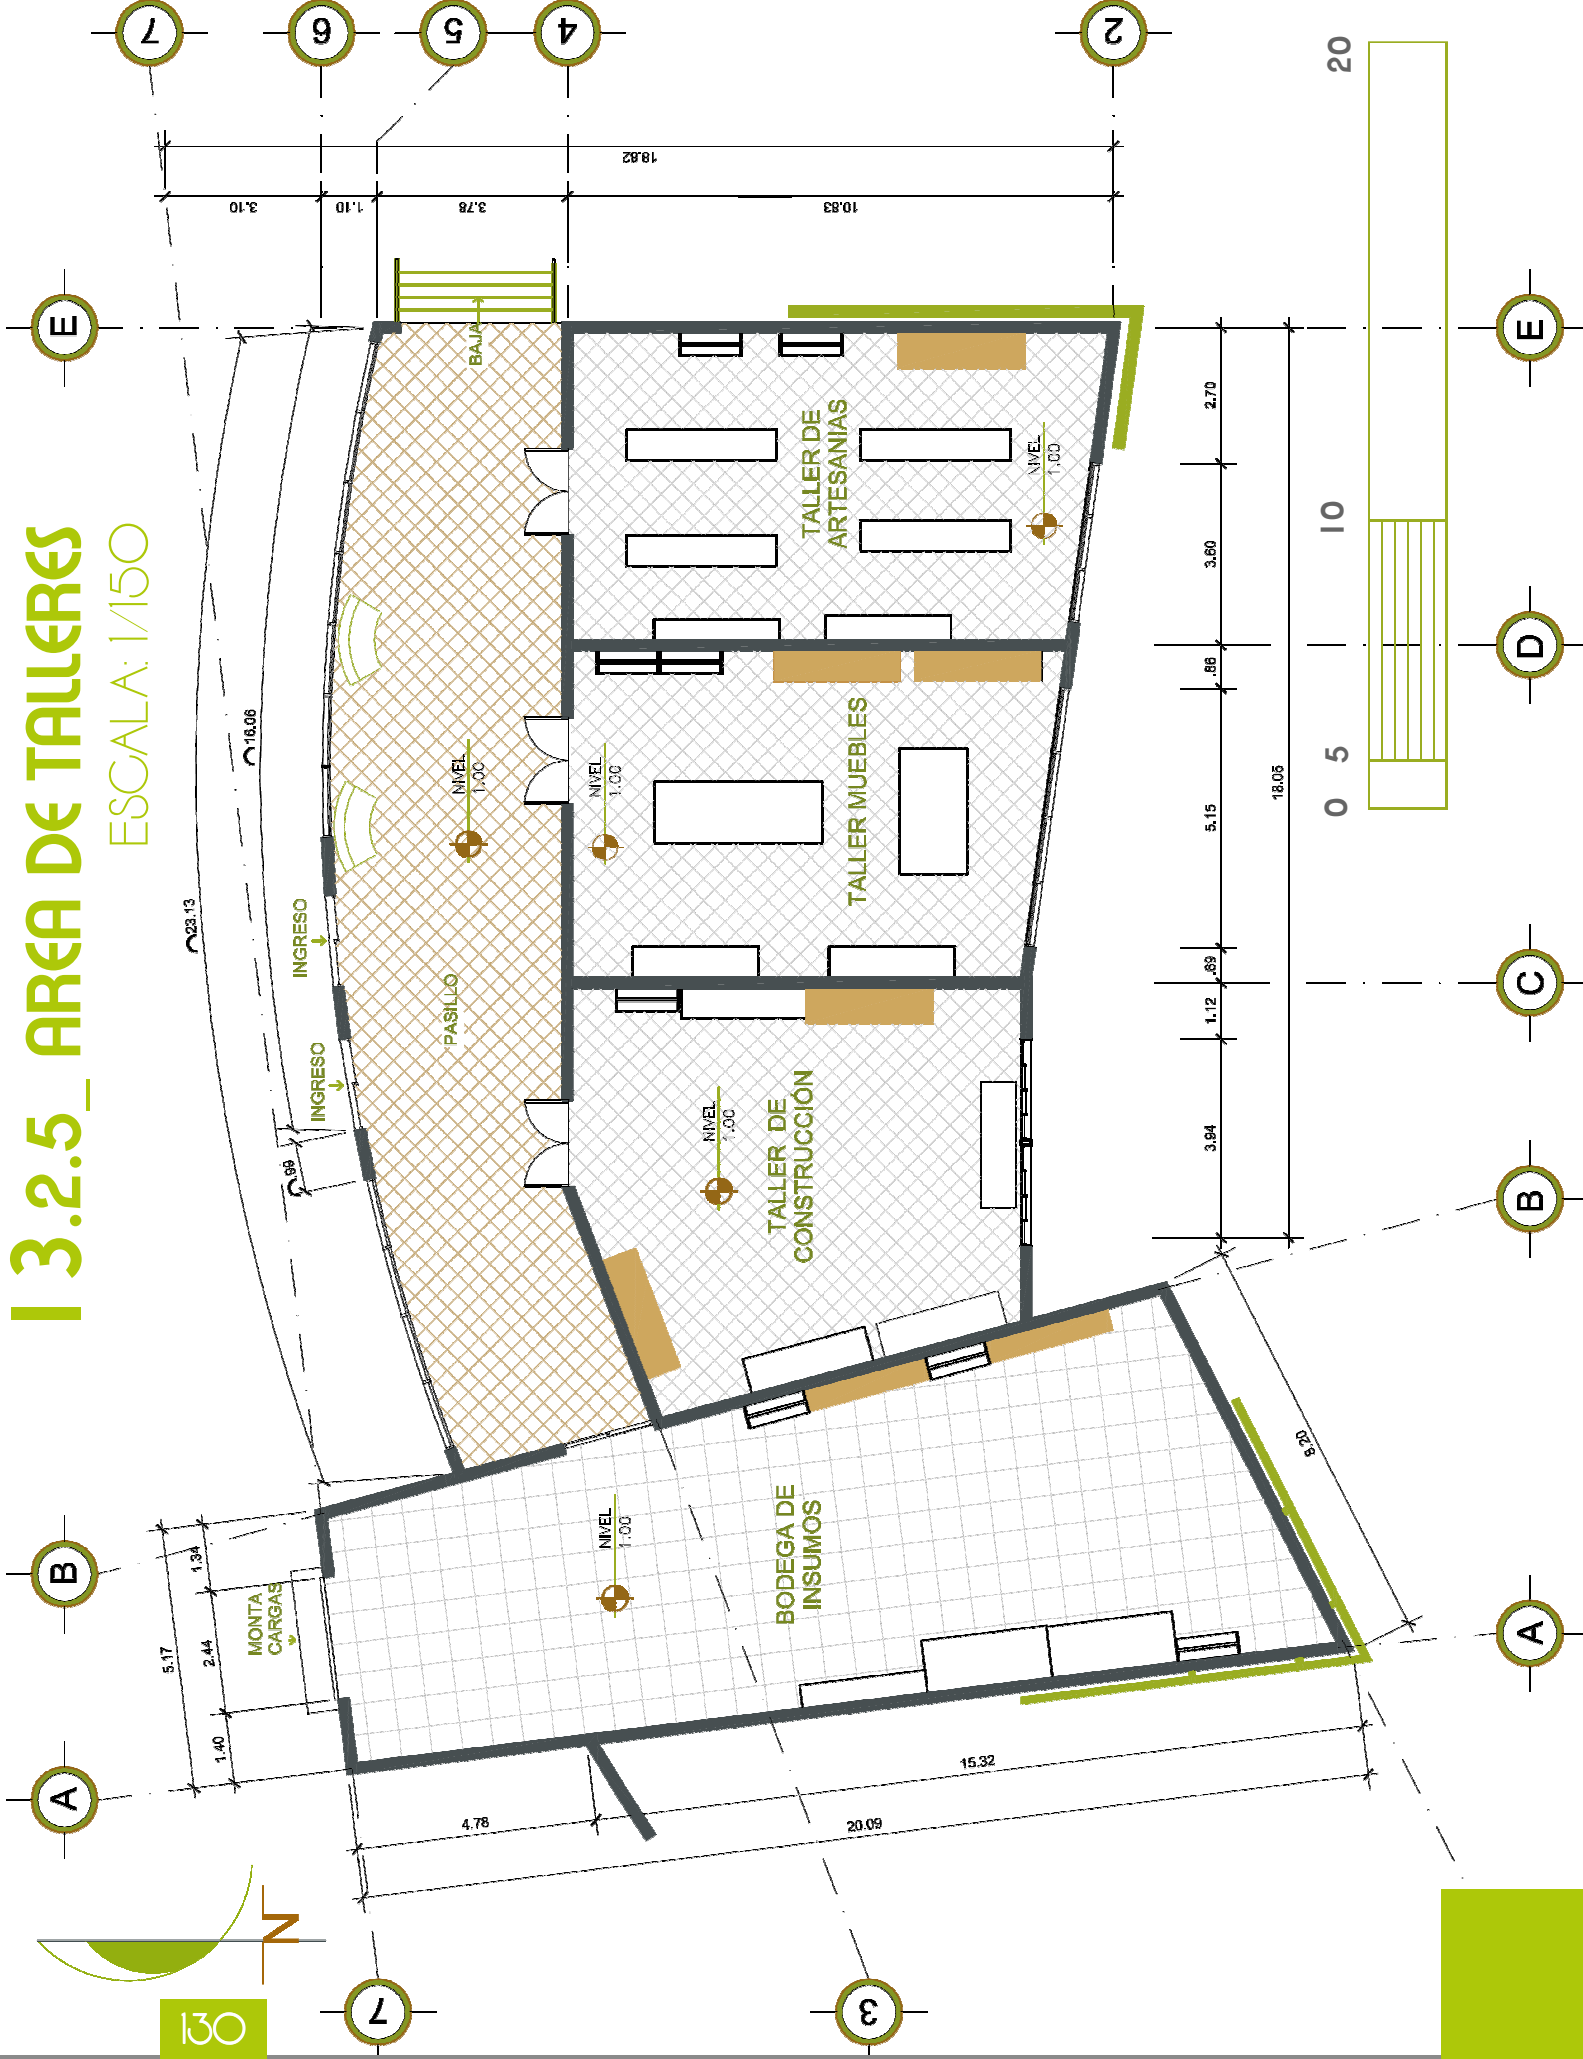 3.2.5_ AREA DE TALLERES
ESCALA: 1/150
7
6
5
4
2
18.82
3.10
1.10
3.78
10.83
E
23.13
16.06
.99
BAJA
INGRESO
INGRESO
PASILLO
NIVEL
1.00
TALLER DE
ARTESANIAS
NIVEL
1.00
TALLER MUEBLES
NIVEL
1.00
TALLER DE
CONSTRUCCIÓN
NIVEL
1.00
BODEGA DE
INSUMOS
NIVEL
1.00
MONTA
CARGAS
B
A
5.17
1.34
2.44
1.40
4.78
15.32
20.09
8.20
2.70
3.60
.86
5.15
.69
1.12
3.94
18.05
E
D
C
B
A
0
5
10
20
7
3
N
130